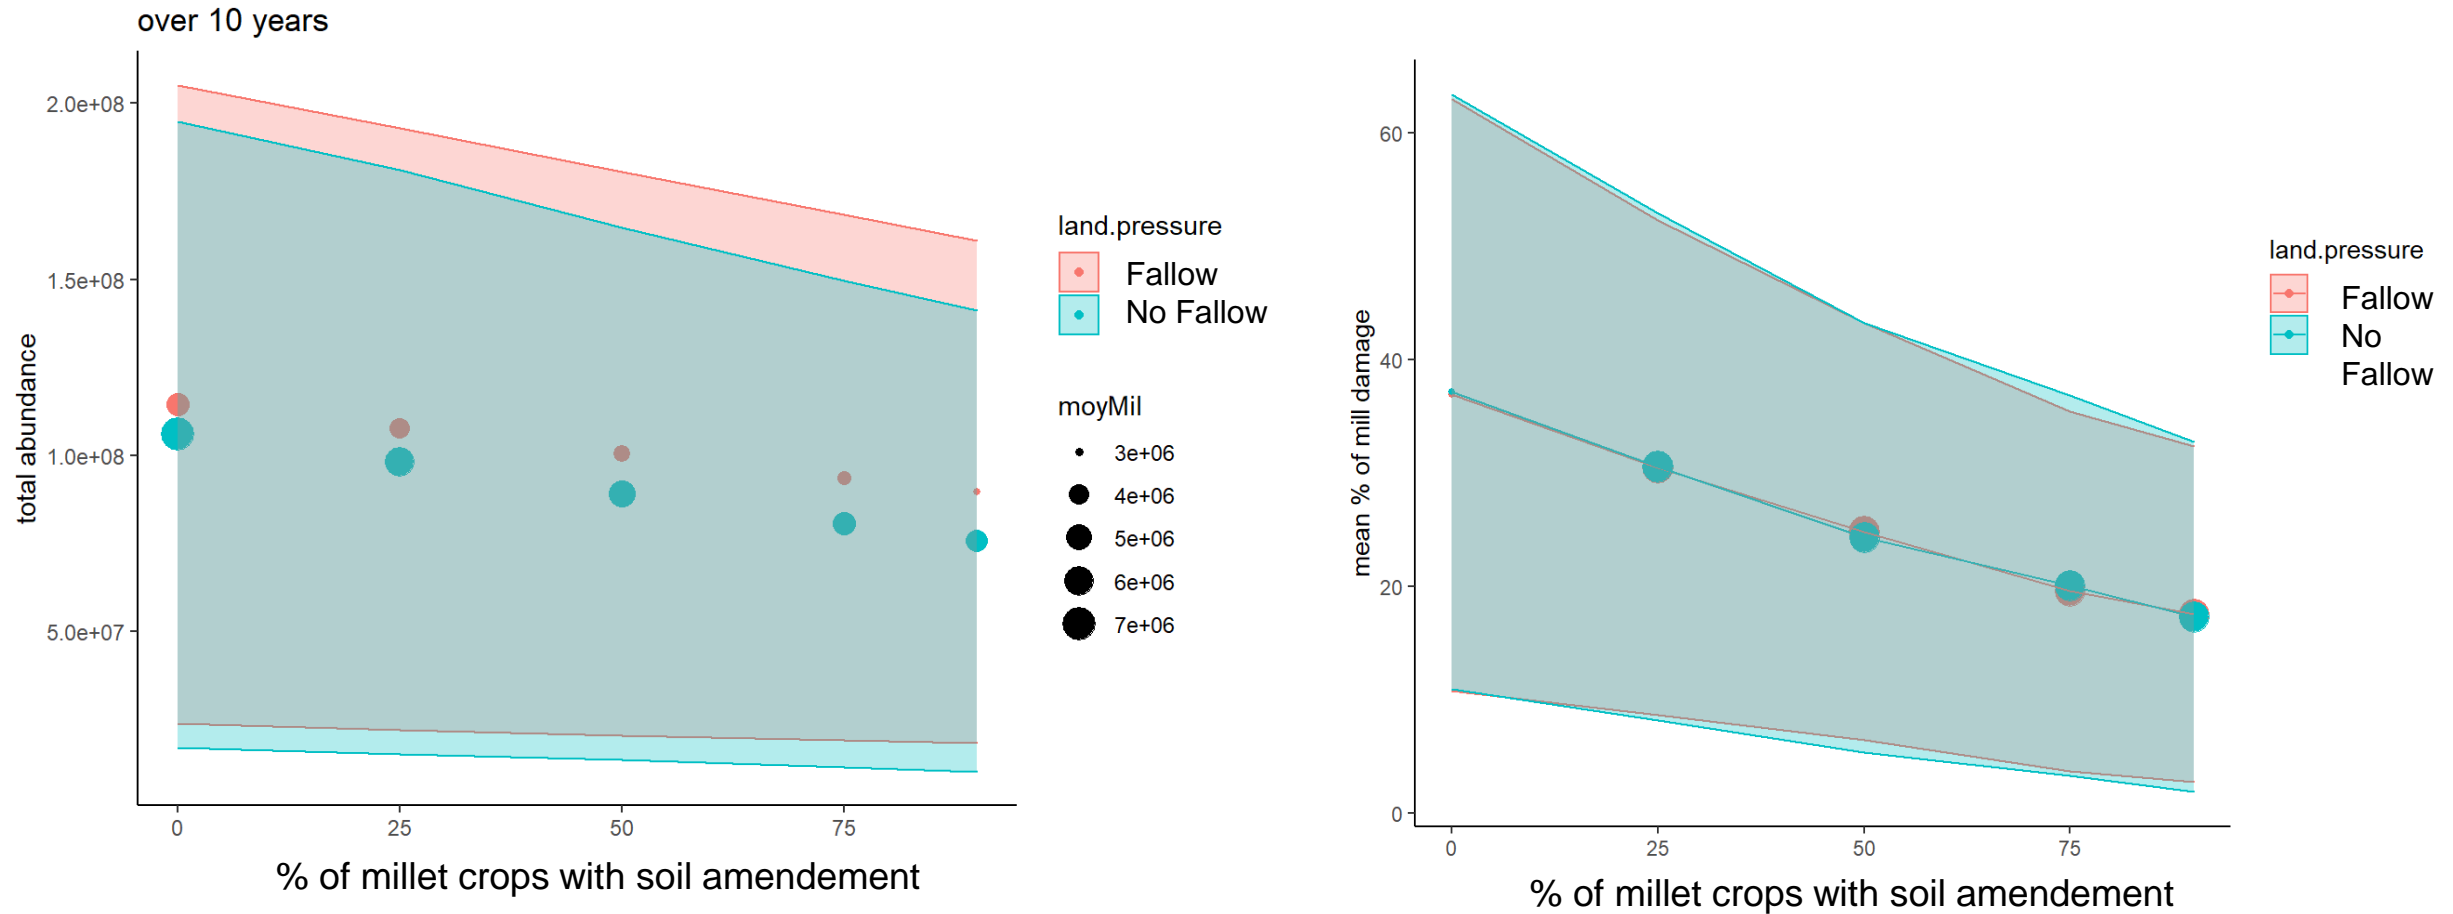 over 10 years
total abundance
2.0e+08
1.5e+08
1.0e+08
5.0e+07
0
25
50
75
% of millet crops with soil amendement
land.pressure
Fallow
No Fallow
moyMil
3e+06
4e+06
5e+06
6e+06
7e+06
mean % of mill damage
60
40
20
0
0
25
50
75
% of millet crops with soil amendement
land.pressure
Fallow
No
Fallow